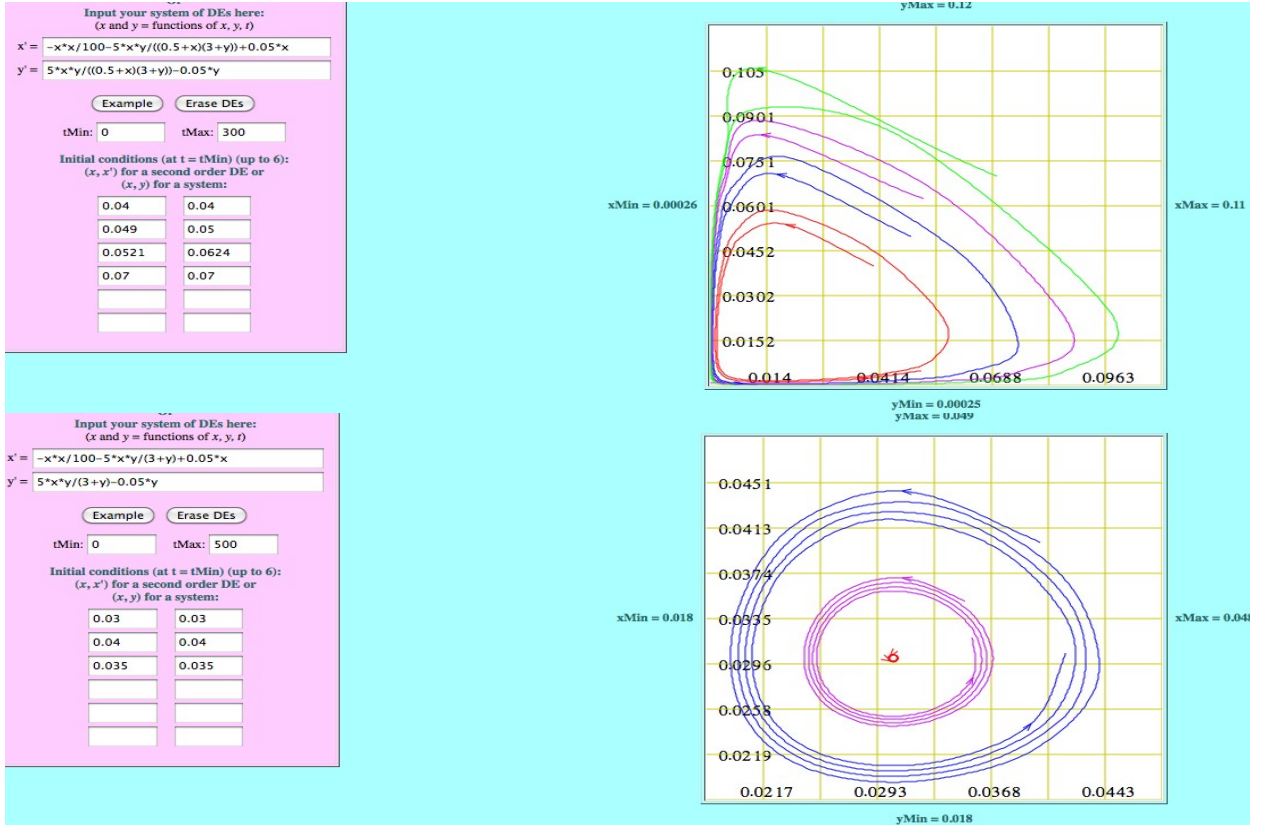 Input your system of DEs here:
(x and y = functions of x, y, t)
x' = -x*x/100-5*x*y/((0.5+x)(3+y))+0.05*x
y' = 5*x*y/((0.5+x)(3+y))-0.05*y
Example Erase DEs
tMin: 0 tMax: 300
Initial conditions (at t = tMin) (up to 6):
(x, x') for a second order DE or
(x, y) for a system:
0.04 0.04
0.049 0.05
0.0521 0.0624
0.07 0.07
yMax = 0.12
0.105
0.0901
0.0751
xMin = 0.00026 0.0601 xMax = 0.11
0.0452
0.0302
0.0152
0.014 0.0414 0.0688 0.0963
yMin = 0.00025
Input your system of DEs here:
(x and y = functions of x, y, t)
x' = -x*x/100-5*x*y/(3+y)+0.05*x
y' = 5*x*y/(3+y)-0.05*y
Example Erase DEs
tMin: 0 tMax: 500
Initial conditions (at t = tMin) (up to 6):
(x, x') for a second order DE or
(x, y) for a system:
0.03 0.03
0.04 0.04
0.035 0.035
yMax = 0.049
0.0451
0.0413
0.0374
xMin = 0.018 0.0335 xMax = 0.048
0.0296
0.0258
0.0219
0.0217 0.0293 0.0368 0.0443
yMin = 0.018